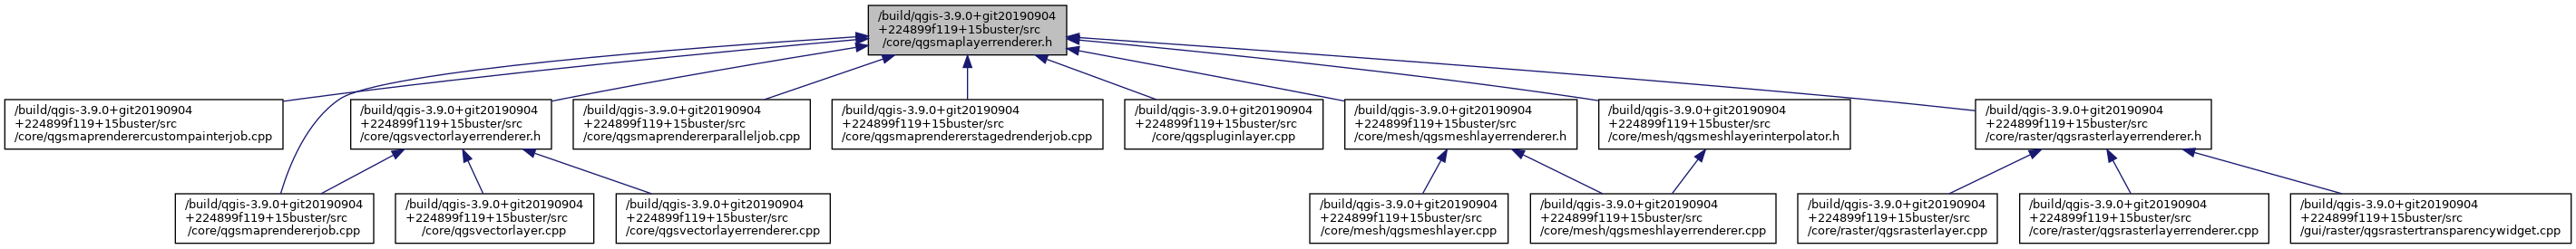 /build/qgis-3.9.0+git20190904
+224899f119+15buster/src
/core/qgsmaplayerrenderer.h
/build/qgis-3.9.0+git20190904
+224899f119+15buster/src
/core/qgsmaprenderercustompainterjob.cpp
/build/qgis-3.9.0+git20190904
+224899f119+15buster/src
/core/qgsvectorlayerrenderer.h
/build/qgis-3.9.0+git20190904
+224899f119+15buster/src
/core/qgsmaprendererparalleljob.cpp
/build/qgis-3.9.0+git20190904
+224899f119+15buster/src
/core/qgsmaprendererstagedrenderjob.cpp
/build/qgis-3.9.0+git20190904
+224899f119+15buster/src
/core/qgspluginlayer.cpp
/build/qgis-3.9.0+git20190904
+224899f119+15buster/src
/core/mesh/qgsmeshlayerrenderer.h
/build/qgis-3.9.0+git20190904
+224899f119+15buster/src
/core/mesh/qgsmeshlayerinterpolator.h
/build/qgis-3.9.0+git20190904
+224899f119+15buster/src
/core/raster/qgsrasterlayerrenderer.h
/build/qgis-3.9.0+git20190904
+224899f119+15buster/src
/core/qgsmaprendererjob.cpp
/build/qgis-3.9.0+git20190904
+224899f119+15buster/src
/core/qgsvectorlayer.cpp
/build/qgis-3.9.0+git20190904
+224899f119+15buster/src
/core/qgsvectorlayerrenderer.cpp
/build/qgis-3.9.0+git20190904
+224899f119+15buster/src
/core/mesh/qgsmeshlayer.cpp
/build/qgis-3.9.0+git20190904
+224899f119+15buster/src
/core/mesh/qgsmeshlayerrenderer.cpp
/build/qgis-3.9.0+git20190904
+224899f119+15buster/src
/core/raster/qgsrasterlayer.cpp
/build/qgis-3.9.0+git20190904
+224899f119+15buster/src
/core/raster/qgsrasterlayerrenderer.cpp
/build/qgis-3.9.0+git20190904
+224899f119+15buster/src
/gui/raster/qgsrastertransparencywidget.cpp